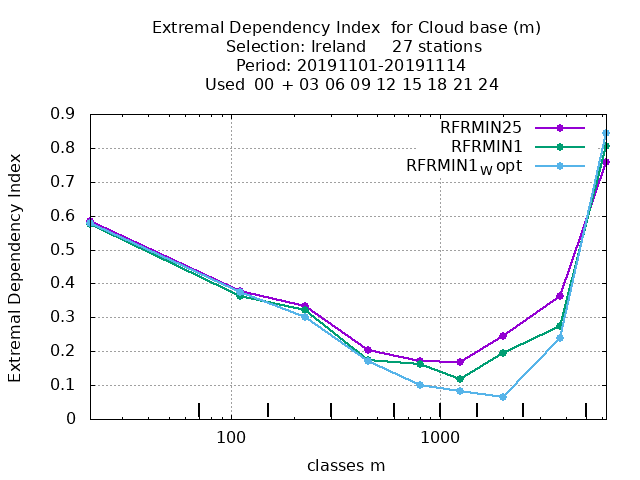 Extremal Dependency Index  for Cloud base (m)
Selection: Ireland     27 stations
Period: 20191101-20191114
Used  00 + 03 06 09 12 15 18 21 24
RFRMIN25
RFRMIN1
RFRMIN1w opt
Extremal Dependency Index
0.9
0.8
0.7
0.6
0.5
0.4
0.3
0.2
0.1
0
100
1000
classes m